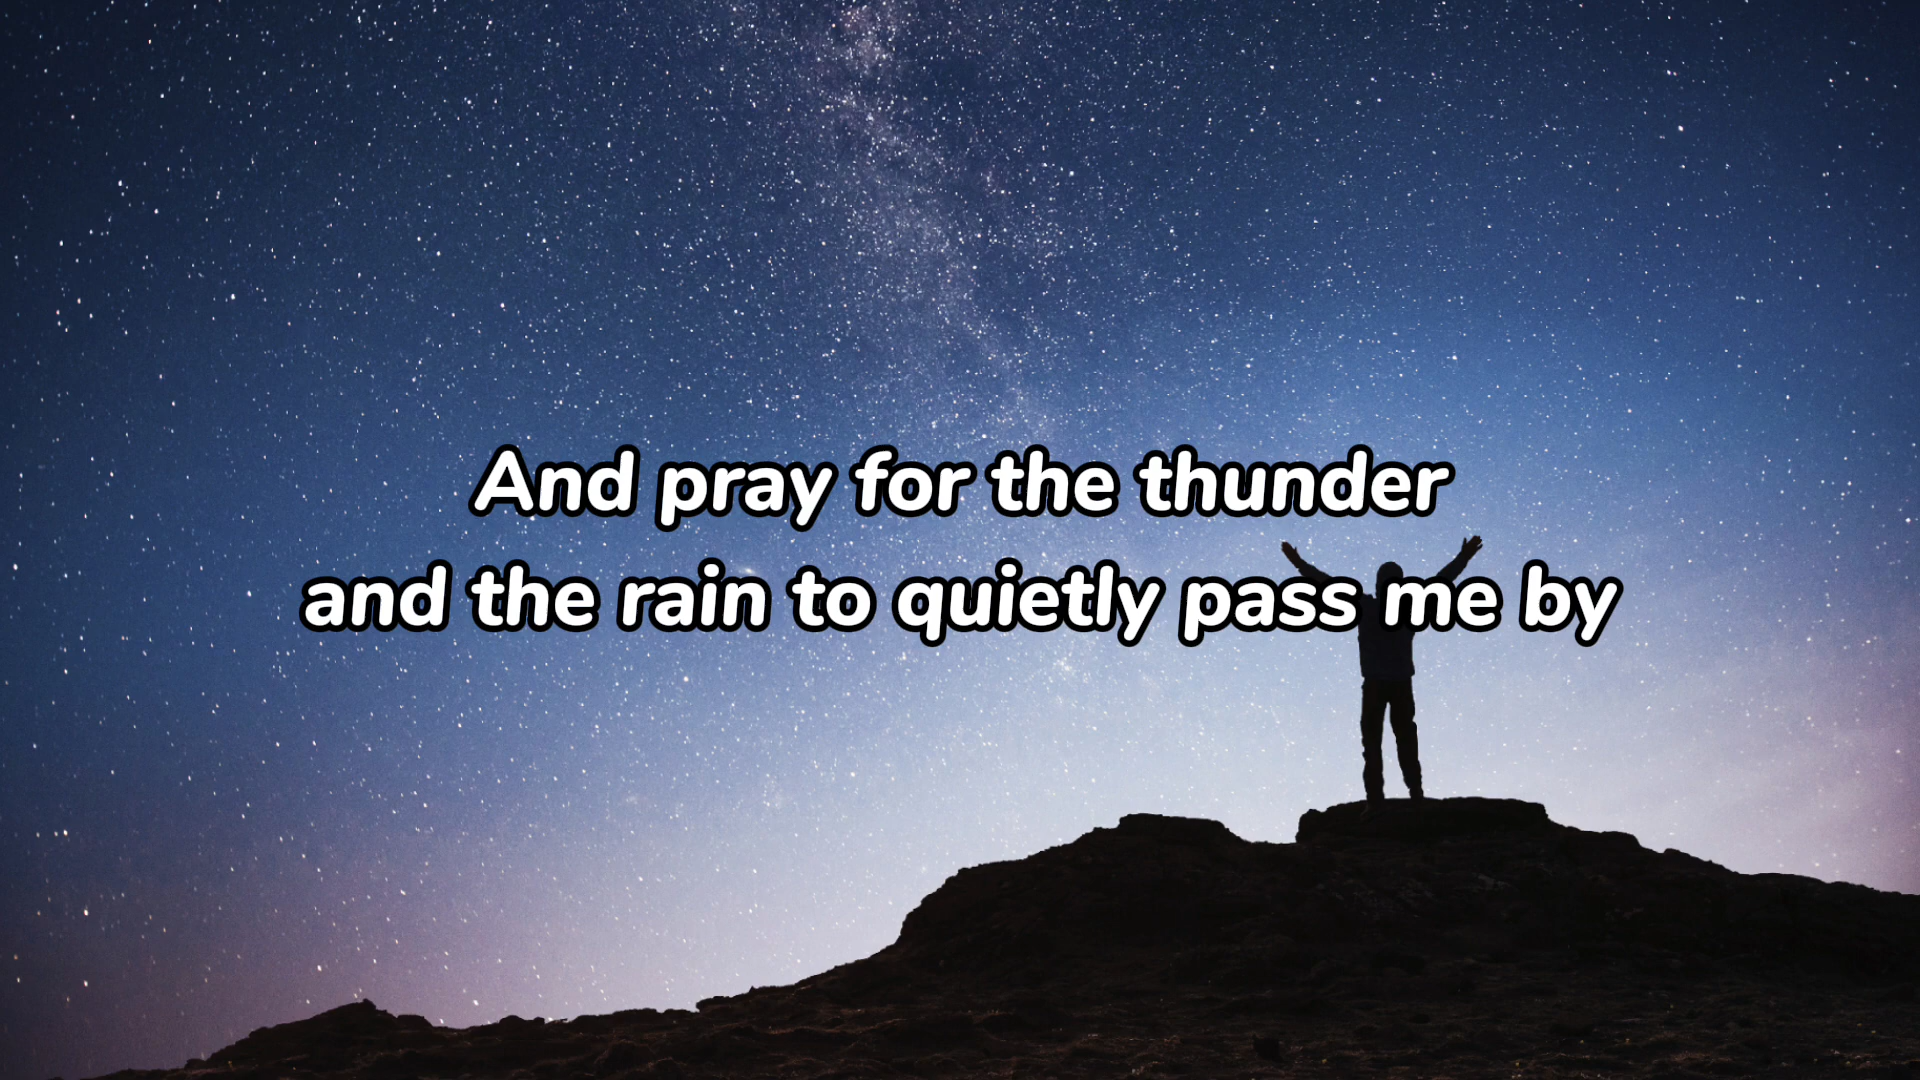 And pray for the thunder
and the rain to quietly pass me by